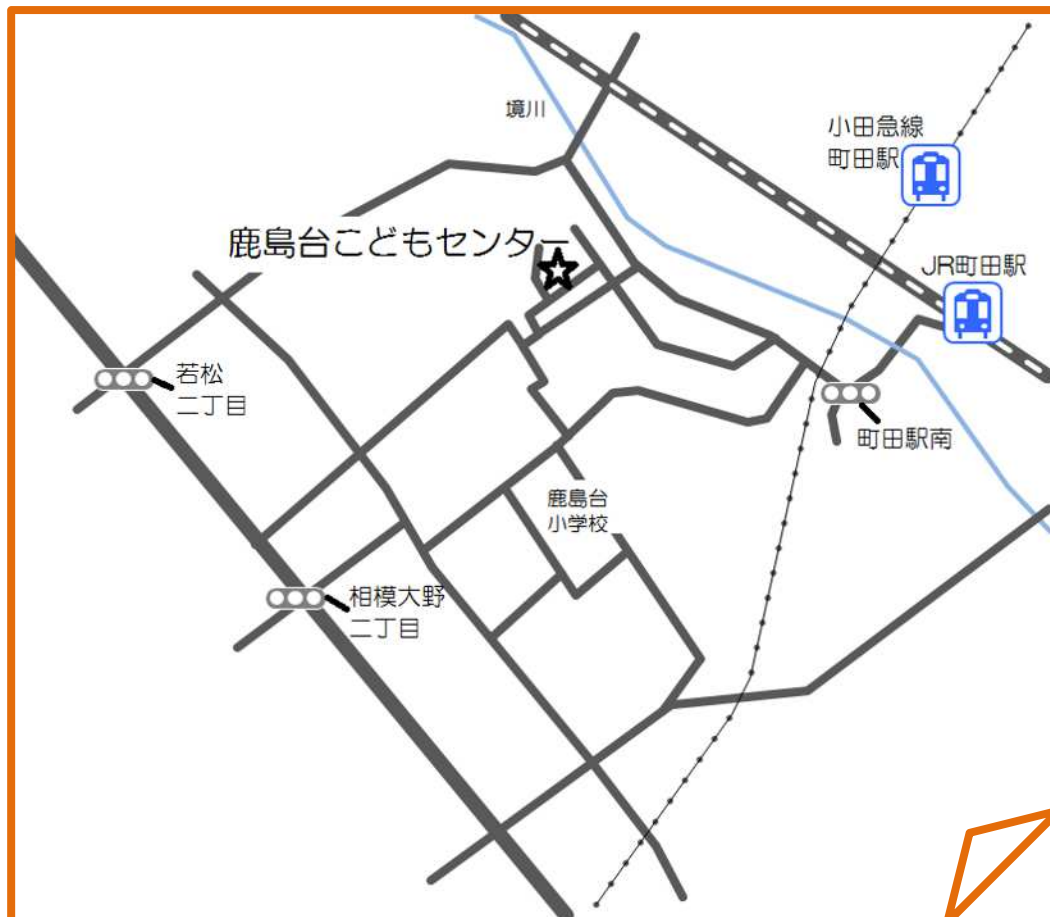 境川
小田急線
町田駅
鹿島台こどもセンター
JR町田駅
若松
二丁目
町田駅南
鹿島台
小学校
相模大野
二丁目